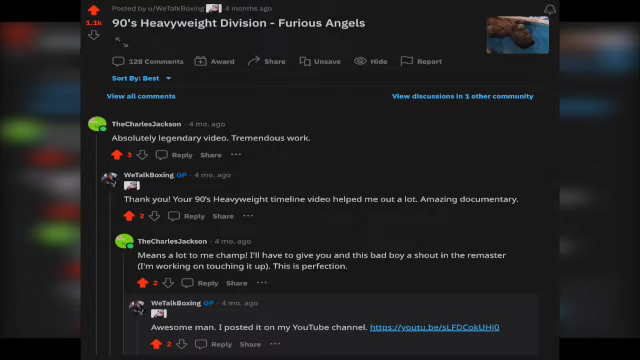 Posted by u/WeTalkBoxing 4 months ago
1.1k
90's Heavyweight Division - Furious Angels
128 Comments Award Share Unsave Hide Report
Sort By: Best
View all comments View discussions in 1 other community
TheCharlesJackson · 4 mo. ago
Absolutely legendary video. Tremendous work.
3 Reply Share ···
WeTalkBoxing OP · 4 mo. ago
Thank you! Your 90's Heavyweight timeline video helped me out a lot. Amazing documentary.
2 Reply Share ···
TheCharlesJackson · 4 mo. ago
Means a lot to me champ! I'll have to give you and this bad boy a shout in the remaster
(I'm working on touching it up). This is perfection.
2 Reply Share ···
WeTalkBoxing OP · 4 mo. ago
Awesome man. I posted it on my YouTube channel. https://youtu.be/sLFDCokUHj0
2 Reply Share ···